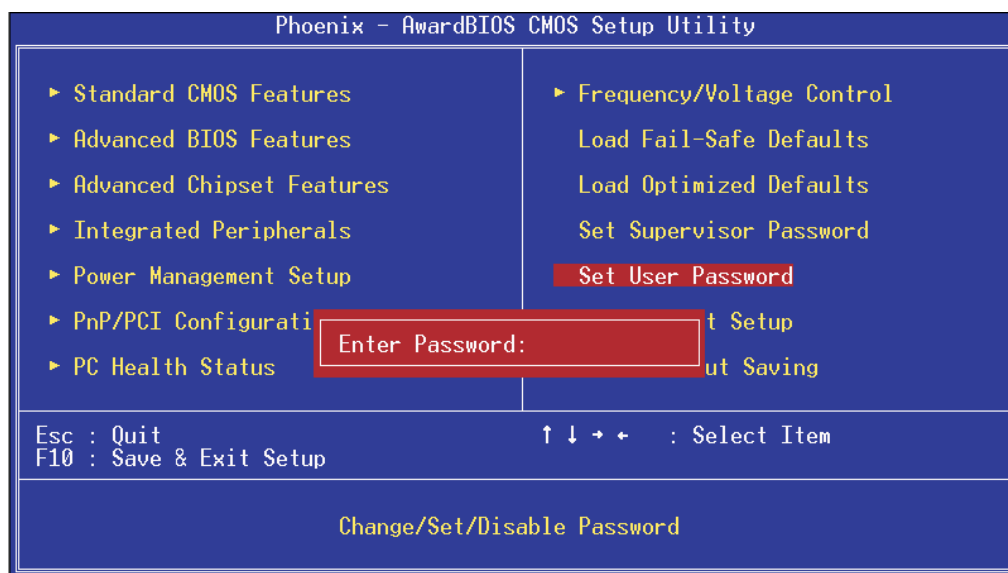 Phoenix - AwardBIOS CMOS Setup Utility
► Standard CMOS Features
► Advanced BIOS Features
► Advanced Chipset Features
► Integrated Peripherals
► Power Management Setup
► PnP/PCI Configurati
► PC Health Status
► Frequency/Voltage Control
Load Fail-Safe Defaults
Load Optimized Defaults
Set Supervisor Password
Set User Password
t Setup
ut Saving
Enter Password:
Esc : Quit
F10 : Save & Exit Setup
↑ ↓ → ← : Select Item
Change/Set/Disable Password